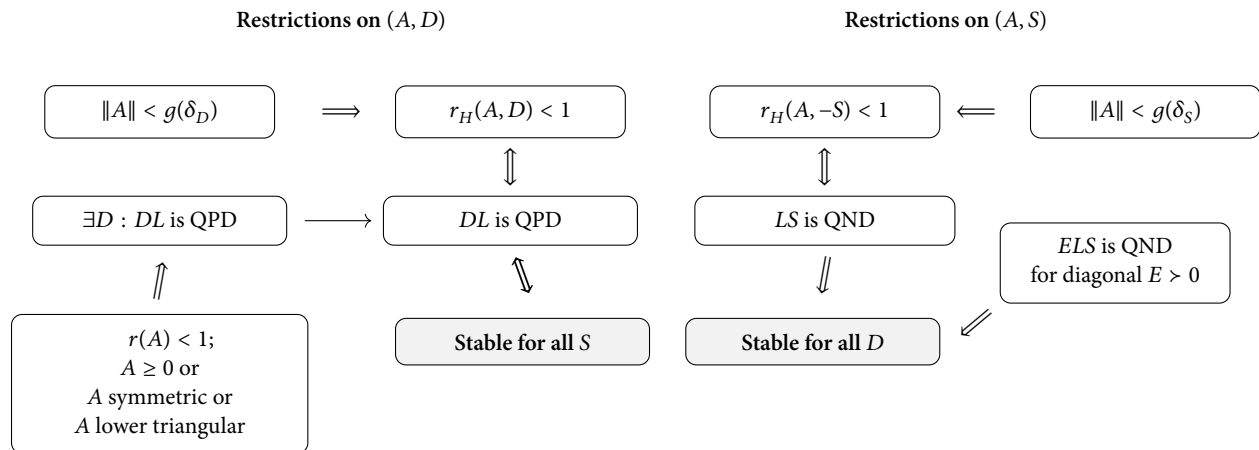 Restrictions on (A, D)
Restrictions on (A, S)
‖A‖ < g(δ_D)
⟹
r_H(A, D) < 1
r_H(A, −S) < 1
⟸
‖A‖ < g(δ_S)
∃D : DL is QPD
DL is QPD
LS is QND
ELS is QND
for diagonal E ≻ 0
r(A) < 1;
A ≥ 0 or
A symmetric or
A lower triangular
Stable for all S
Stable for all D